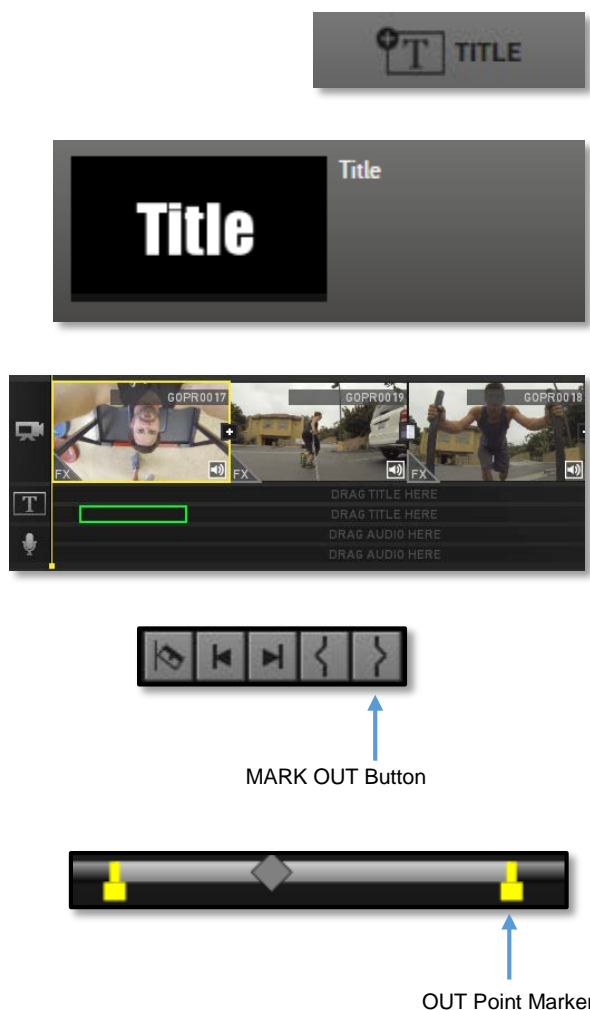 T TITLE
Title
Title
GOPR0017 GOPR0019 GOPR0018
FX FX FX
DRAG TITLE HERE
T
DRAG TITLE HERE
DRAG AUDIO HERE
DRAG AUDIO HERE
MARK OUT Button
OUT Point Marker